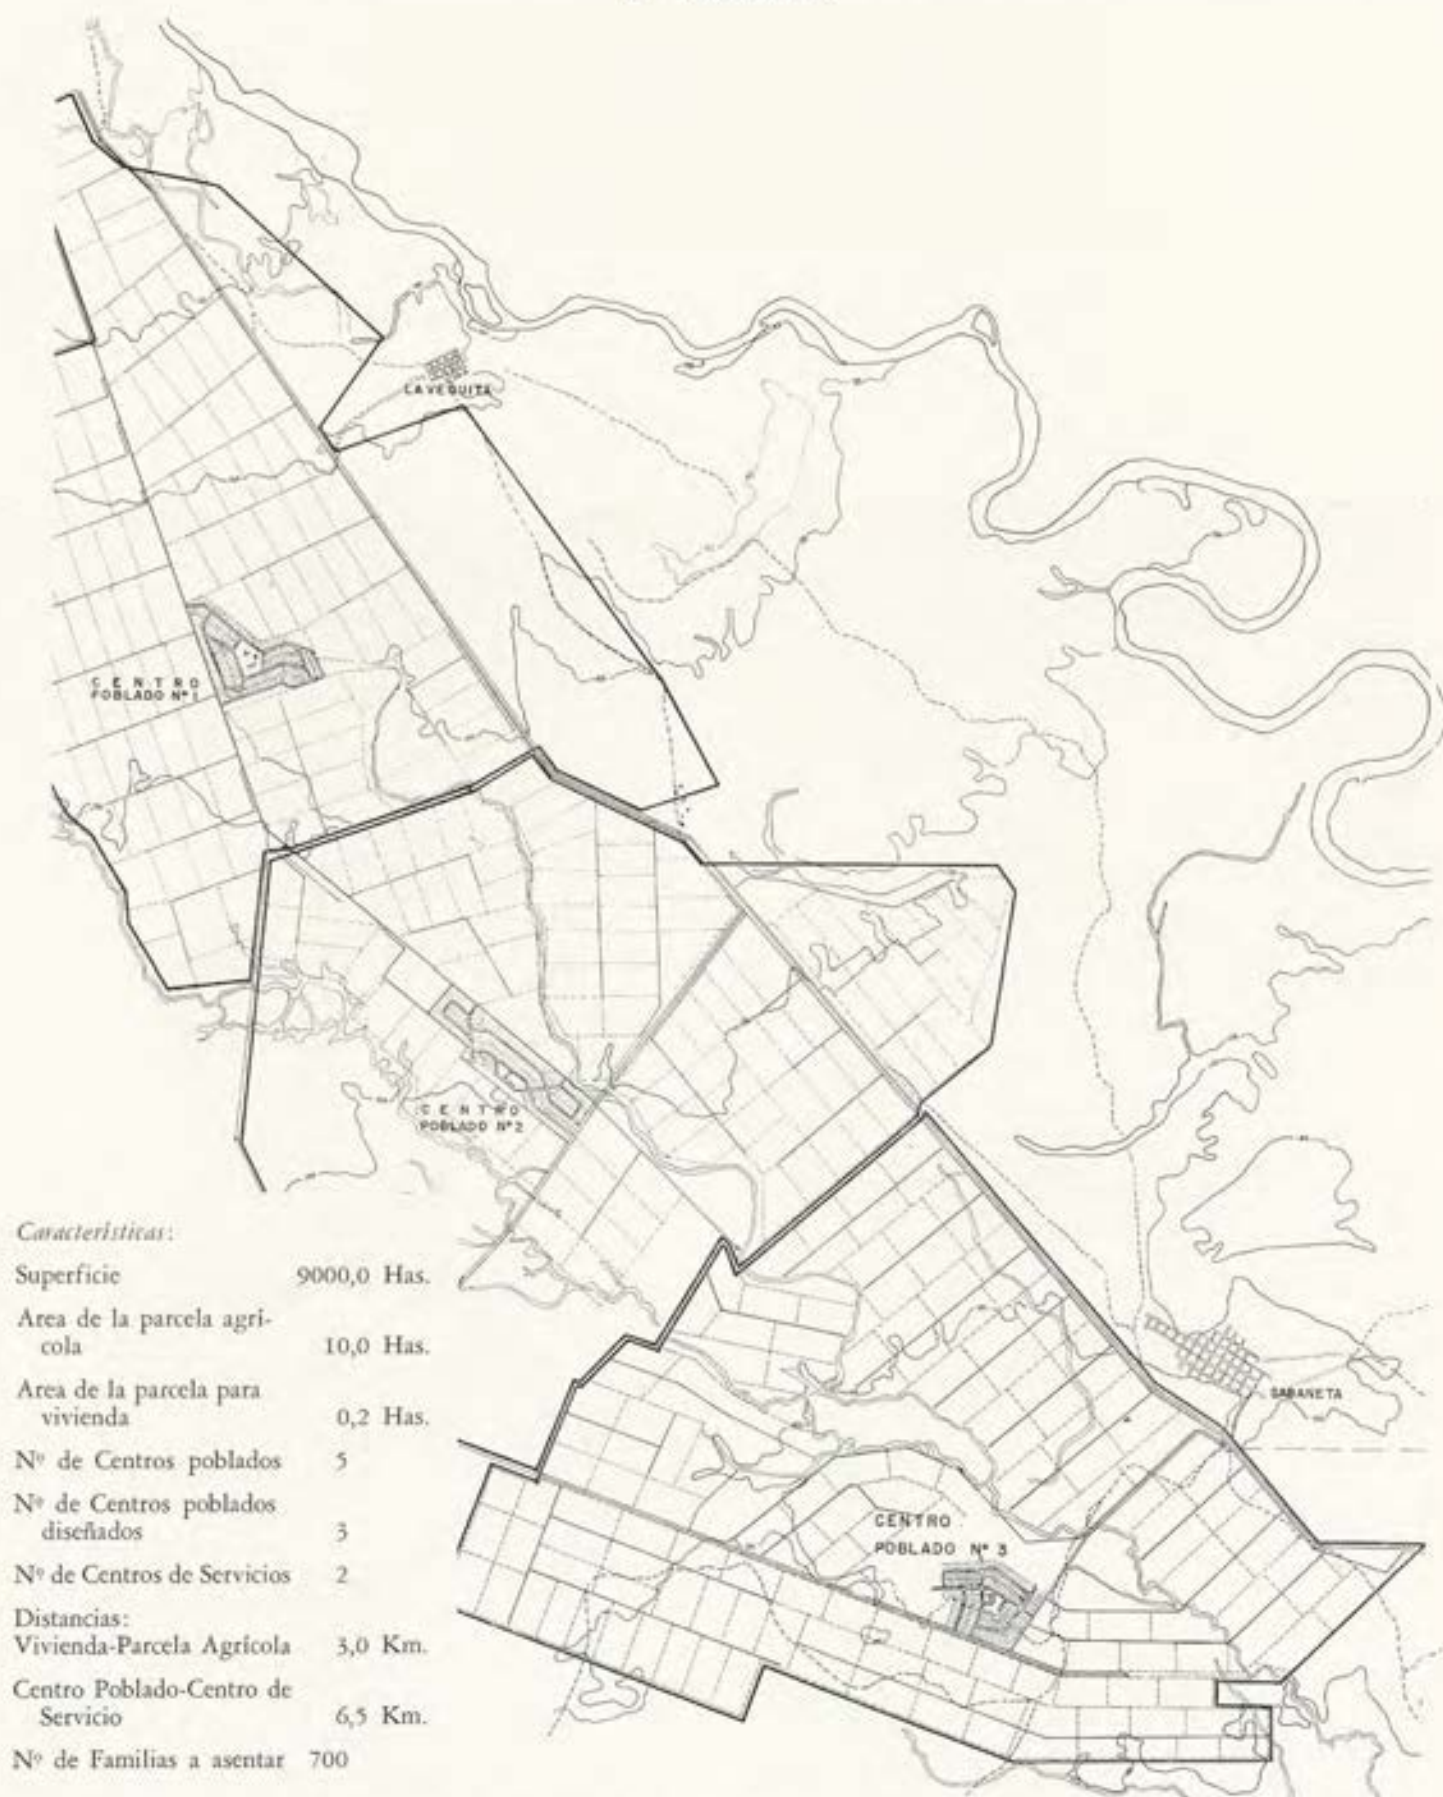 LA VEQUITA
CENTRO
POBLADO Nº 1
CENTRO
POBLADO Nº 2
Características:
Superficie 9000,0 Has.
Area de la parcela agrí-
cola 10,0 Has.
Area de la parcela para
vivienda 0,2 Has.
Nº de Centros poblados 5
Nº de Centros poblados
diseñados 3
Nº de Centros de Servicios 2
Distancias:
Vivienda-Parcela Agrícola 3,0 Km.
Centro Poblado-Centro de
Servicio 6,5 Km.
Nº de Familias a asentar 700
SABANETA
CENTRO
POBLADO Nº 3